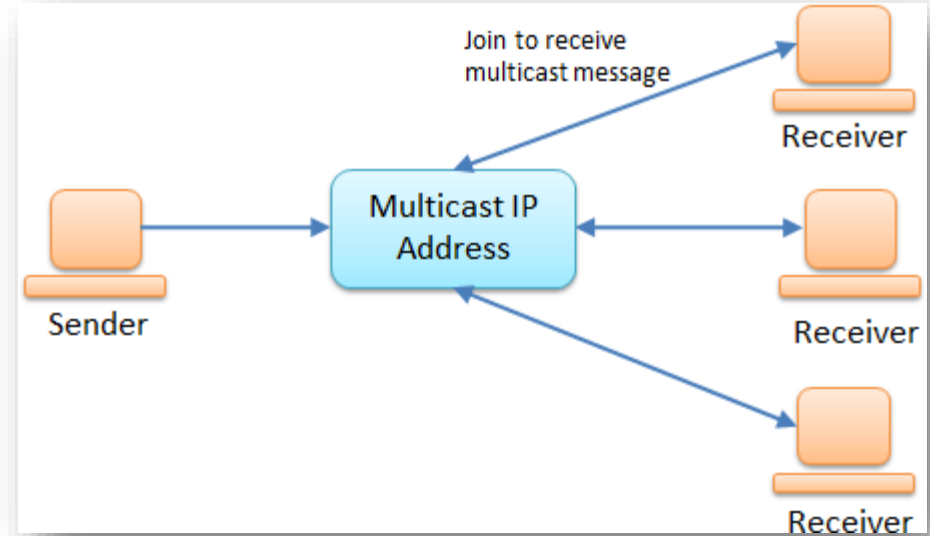 Join to receive
multicast message
Receiver
Multicast IP
Address
Sender
Receiver
Receiver